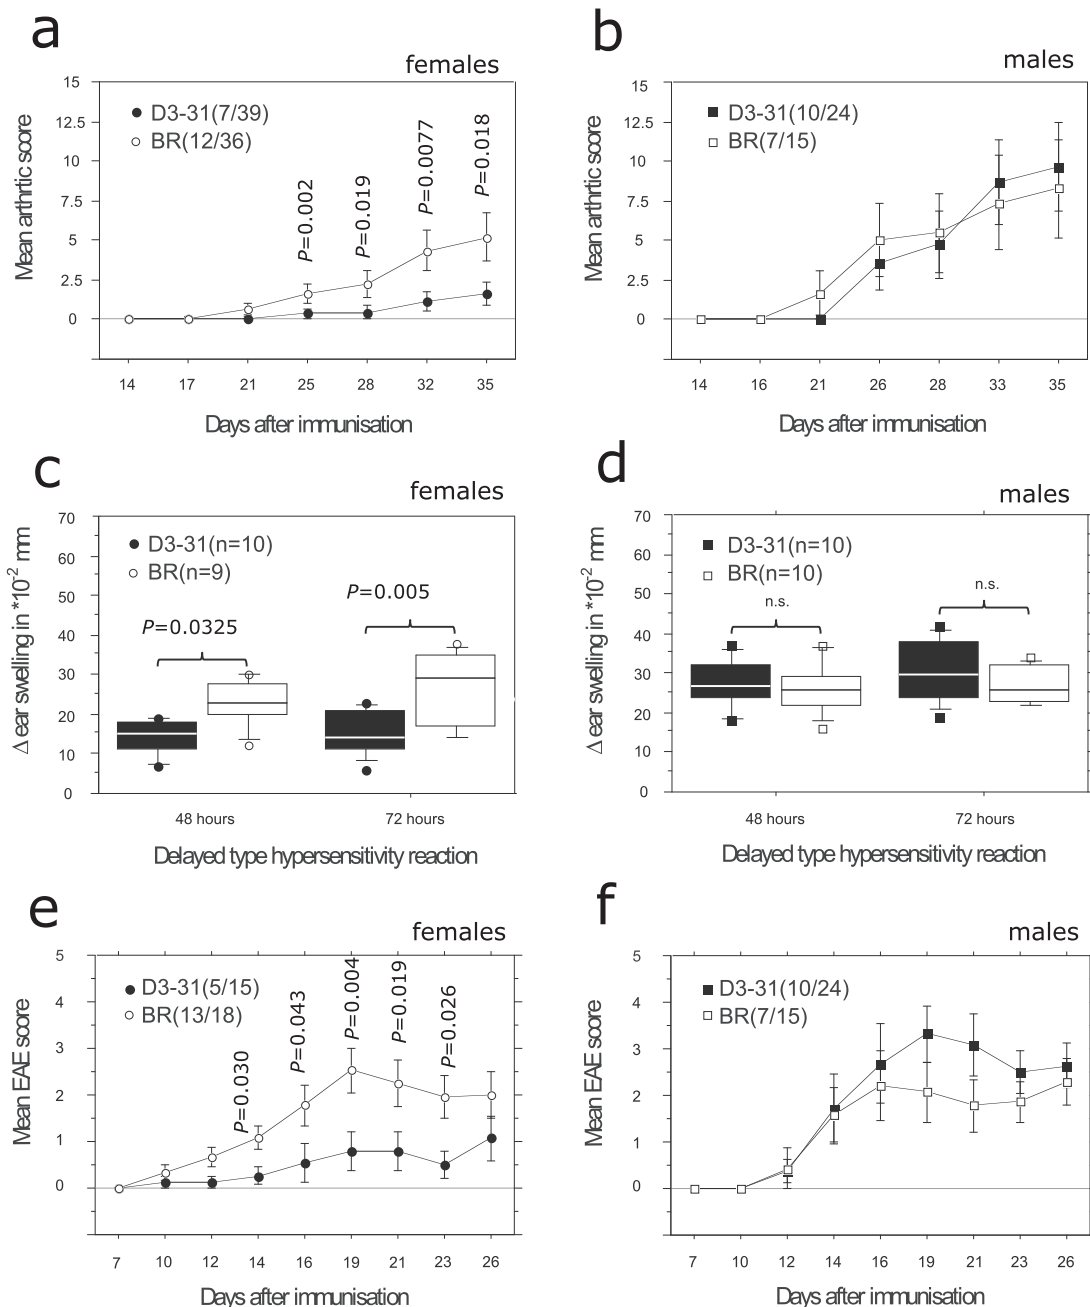 a
females
15
12.5
10
7.5
5
2.5
0
Mean arthrtic score
D3-31(7/39)
BR(12/36)
P=0.002
P=0.019
P=0.0077
P=0.018
14 17 21 25 28 32 35
Days after immunisation
b
males
15
12.5
10
7.5
5
2.5
0
Mean arthrtic score
D3-31(10/24)
BR(7/15)
14 16 21 26 28 33 35
Days after immunisation
c
females
70
60
50
40
30
20
10
0
Δ ear swelling in *10-2 mm
D3-31(n=10)
BR(n=9)
P=0.0325
P=0.005
48 hours 72 hours
Delayed type hypersensitivity reaction
d
males
70
60
50
40
30
20
10
0
Δ ear swelling in *10-2 mm
D3-31(n=10)
BR(n=10)
n.s.
n.s.
48 hours 72 hours
Delayed type hypersensitivity reaction
e
females
5
4
3
2
1
0
Mean EAE score
D3-31(5/15)
BR(13/18)
P=0.030
P=0.043
P=0.004
P=0.019
P=0.026
7 10 12 14 16 19 21 23 26
Days after immunisation
f
males
5
4
3
2
1
0
Mean EAE score
D3-31(10/24)
BR(7/15)
7 10 12 14 16 19 21 23 26
Days after immunisation